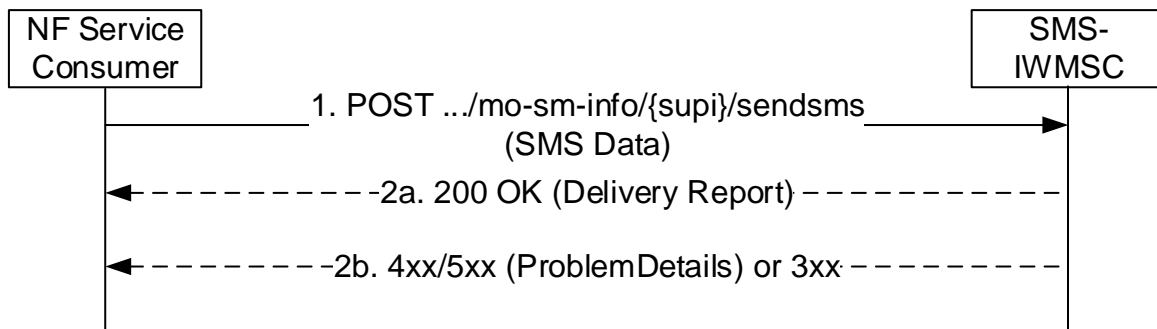 NF Service
Consumer
SMS-
IWMSC
1. POST .../mo-sm-info/{supi}/sendsms
(SMS Data)
2a. 200 OK (Delivery Report)
2b. 4xx/5xx (ProblemDetails) or 3xx